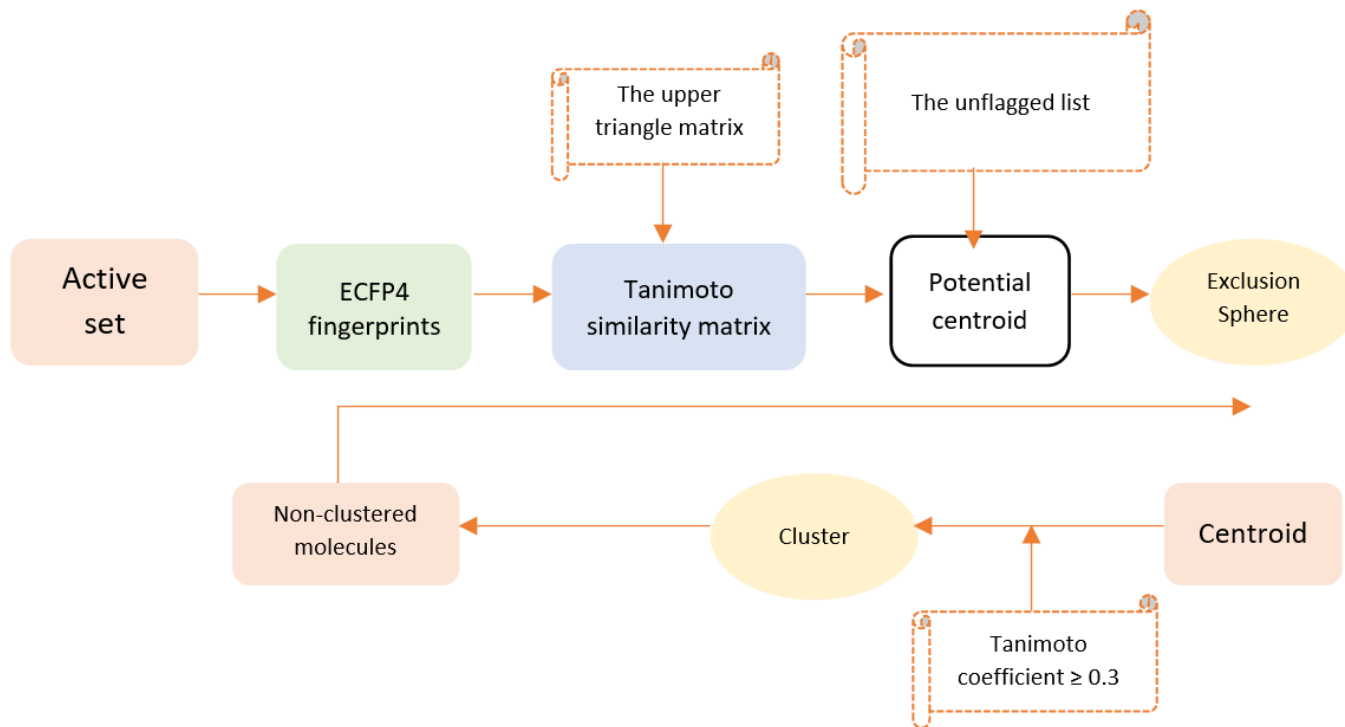 The upper
triangle matrix
The unflagged list
Active
set
ECFP4
fingerprints
Tanimoto
similarity matrix
Potential
centroid
Exclusion
Sphere
Non-clustered
molecules
Cluster
Centroid
Tanimoto
coefficient ≥ 0.3